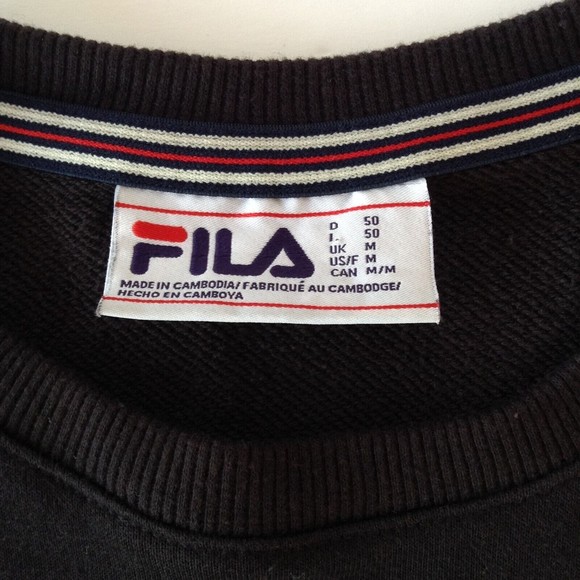 FILA
D 50
I. 50
UK M
US/F M
CAN M/M
MADE IN CAMBODIA/ FABRIQUÉ AU CAMBODGE/
HECHO EN CAMBOYA